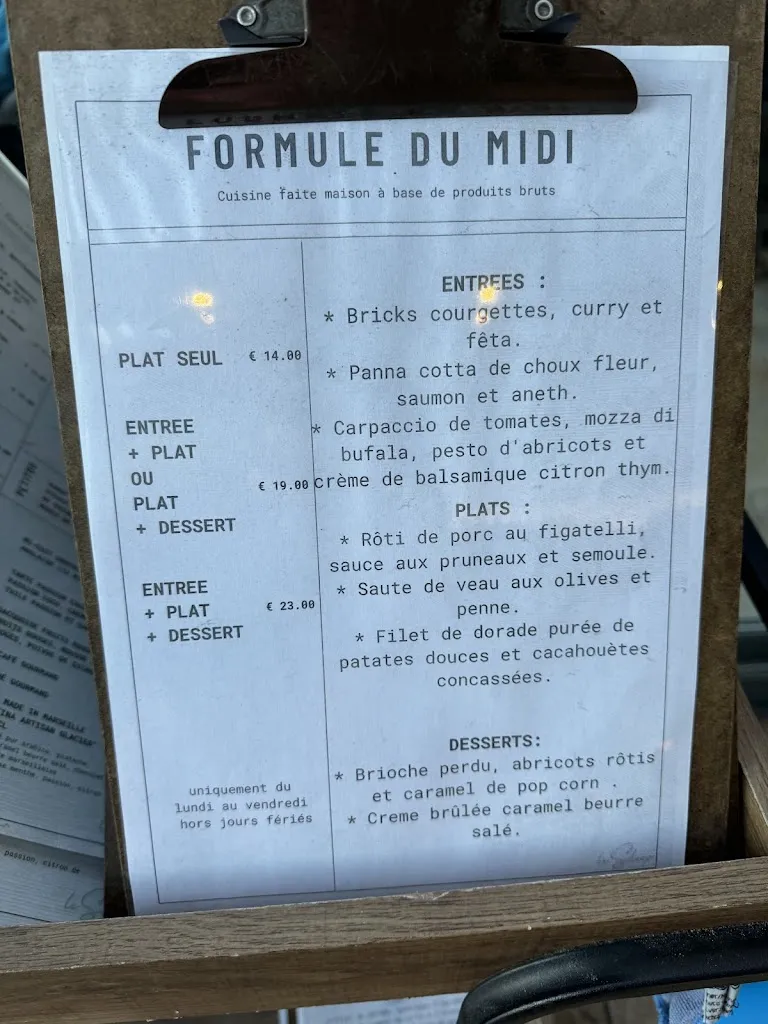 FORMULE DU MIDI
Cuisine faite maison à base de produits bruts
PLAT SEUL € 14.00
ENTREE
+ PLAT
OU
PLAT
+ DESSERT
€ 19.00
ENTREE
+ PLAT
+ DESSERT
€ 23.00
uniquement du
lundi au vendredi
hors jours fériés
ENTREES :
* Bricks courgettes, curry et
fêta.
* Panna cotta de choux fleur,
saumon et aneth.
* Carpaccio de tomates, mozza di
bufala, pesto d'abricots et
crème de balsamique citron thym.
PLATS :
* Rôti de porc au figatelli,
sauce aux pruneaux et semoule.
* Saute de veau aux olives et
penne.
* Filet de dorade purée de
patates douces et cacahouètes
concassées.
DESSERTS:
* Brioche perdu, abricots rôtis
et caramel de pop corn .
* Creme brûlée caramel beurre
salé.
MADE IN MARSEILLE
passion, citron